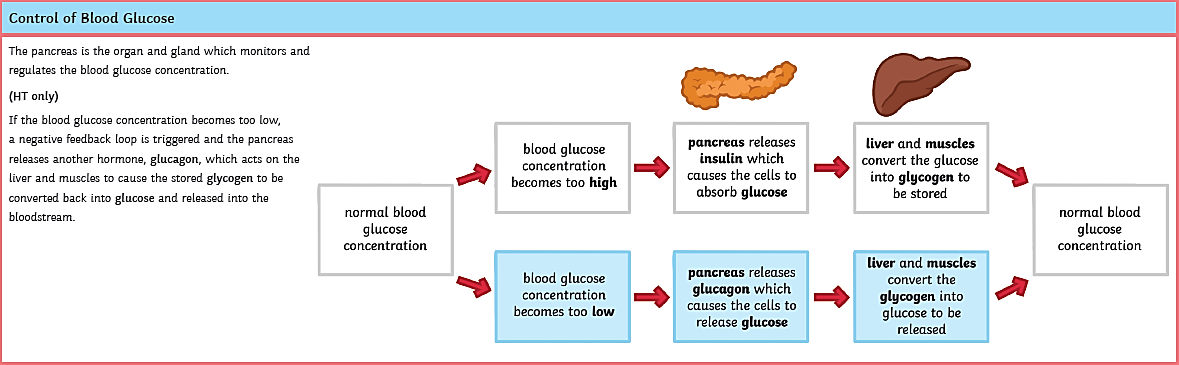 Control of Blood Glucose
The pancreas is the organ and gland which monitors and
regulates the blood glucose concentration.
(HT only)
If the blood glucose concentration becomes too low,
a negative feedback loop is triggered and the pancreas
releases another hormone, glucagon, which acts on the
liver and muscles to cause the stored glycogen to be
converted back into glucose and released into the
bloodstream.
normal blood
glucose
concentration
blood glucose
concentration
becomes too high
pancreas releases
insulin which
causes the cells to
absorb glucose
liver and muscles
convert the glucose
into glycogen to
be stored
blood glucose
concentration
becomes too low
pancreas releases
glucagon which
causes the cells to
release glucose
liver and muscles
convert the
glycogen into
glucose to be
released
normal blood
glucose
concentration